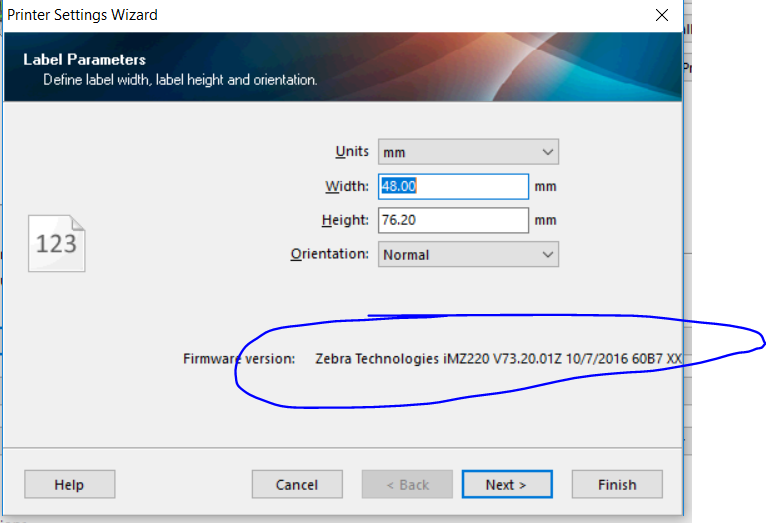 Printer Settings Wizard
Label Parameters
Define label width, label height and orientation.
Units mm
Width: 48.00 mm
Height: 76.20 mm
Orientation: Normal
123
Firmware version: Zebra Technologies iMZ220 V73.20.01Z 10/7/2016 60B7 XX
Help Cancel < Back Next > Finish